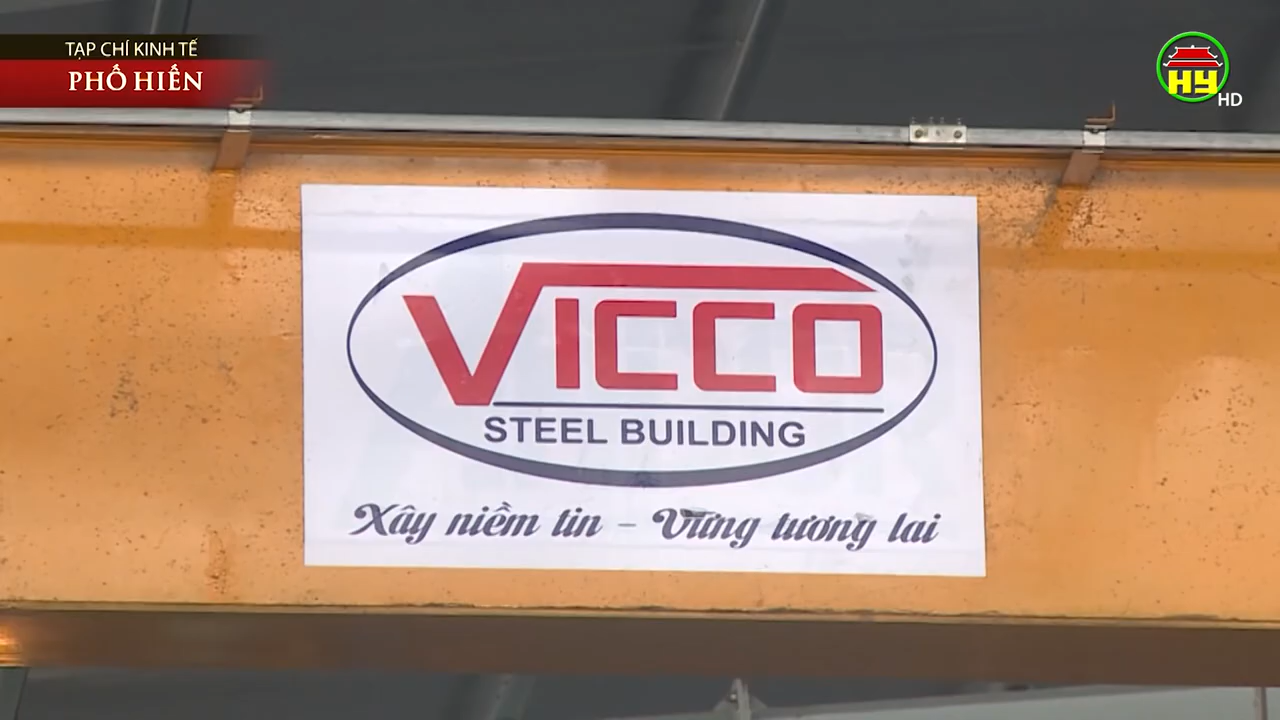 TẠP CHÍ KINH TẾ
PHỐ HIẾN
HY
HD
VICCO
STEEL BUILDING
Xây niềm tin – Vững tương lai